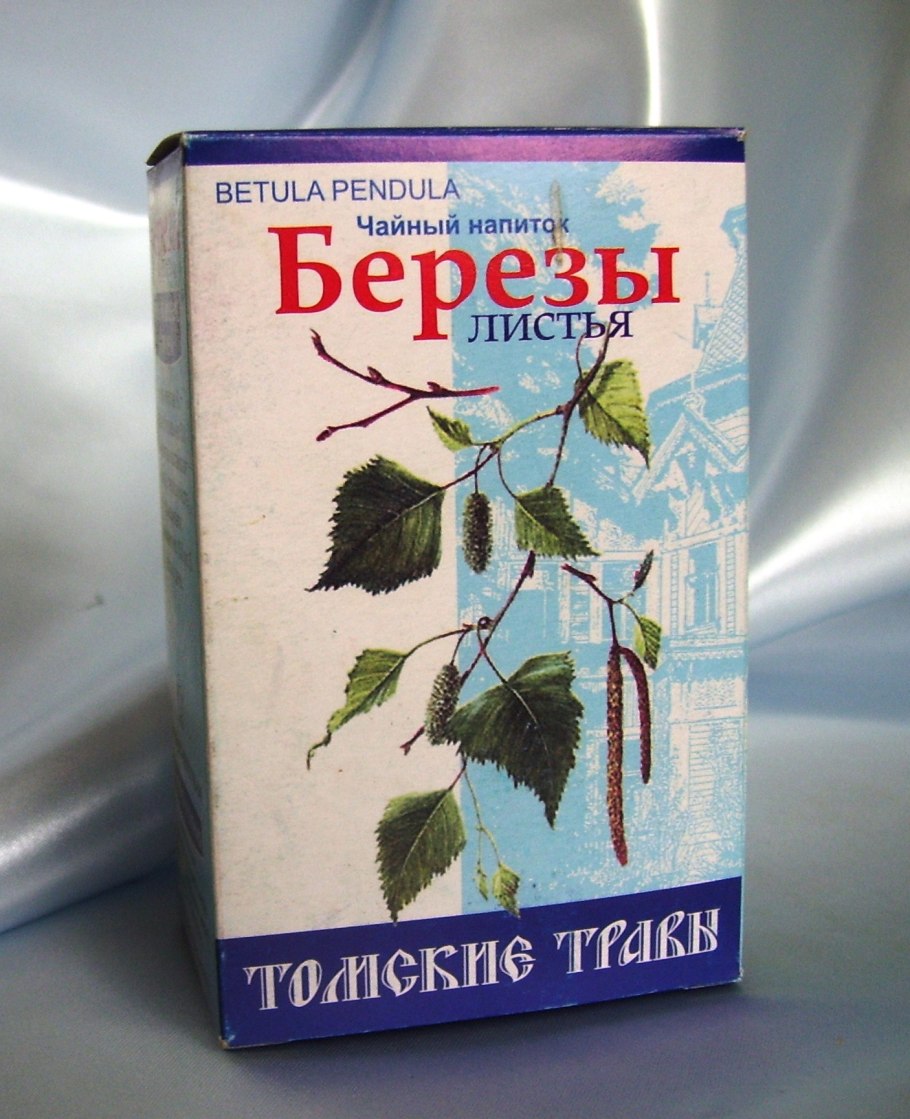 BETULA PENDULA
Чайный напиток
Березы
листья
ТОМСКИЕ ТРАВЫ